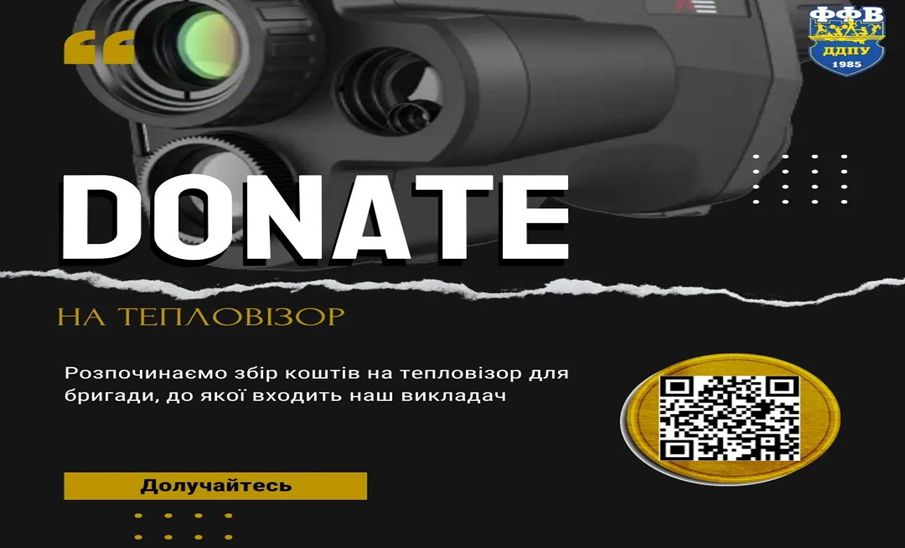 ФФВ
ДДПУ
1985
DONATE
НА ТЕПЛОВІЗОР
Розпочинаємо збір коштів на тепловізор для
бригади, до якої входить наш викладач
Долучайтесь